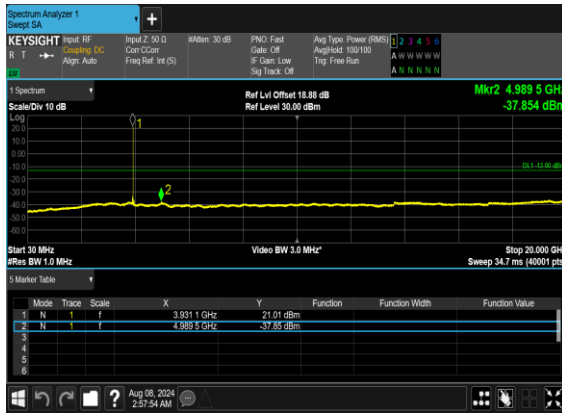 Spectrum Analyzer 1
Swept SA
KEYSIGHT Input: RF Input Z: 50 Ω #Atten: 30 dB PNO: Fast Avg Type: Power (RMS) 1 2 3 4 5 6
R T Coupling: DC Corr CCorr Gate: Off Avg|Hold: 100/100 A W W W W W
Align: Auto Freq Ref: Int (S) IF Gain: Low Trig: Free Run
Sig Track: Off A N N N N N
1 Spectrum Ref Lvl Offset 18.88 dB Mkr2 4.989 5 GHz
Scale/Div 10 dB Ref Level 30.00 dBm -37.854 dBm
Log
20.0
10.0
0.00
-10.0
-20.0
-30.0
-40.0
-50.0
-60.0
1
2
DL1 -13.00 dBm
Start 30 MHz Video BW 3.0 MHz* Stop 20.000 GHz
#Res BW 1.0 MHz Sweep 34.7 ms (40001 pts)
5 Marker Table
Mode Trace Scale X Y Function Function Width Function Value
1 N 1 f 3.931 1 GHz 21.01 dBm
2 N 1 f 4.989 5 GHz -37.85 dBm
3
4
5
6
? Aug 08, 2024
2:57:54 AM